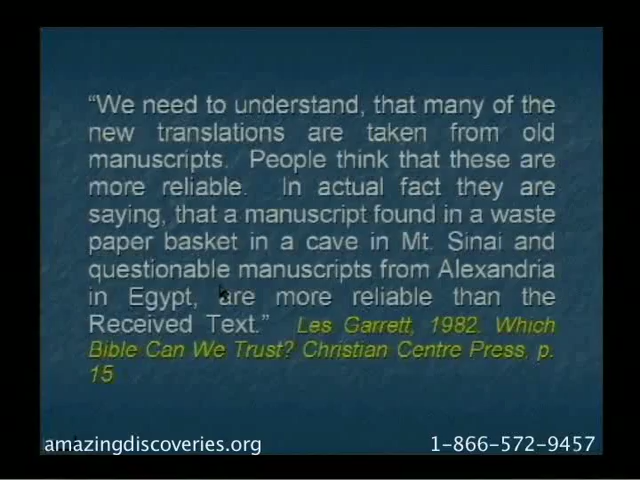 “We need to understand, that many of the
new translations are taken from old
manuscripts. People think that these are
more reliable. In actual fact they are
saying, that a manuscript found in a waste
paper basket in a cave in Mt. Sinai and
questionable manuscripts from Alexandria
in Egypt, are more reliable than the
Received Text.” Les Garrett, 1982. Which
Bible Can We Trust? Christian Centre Press, p.
15
amazingdiscoveries.org 1-866-572-9457